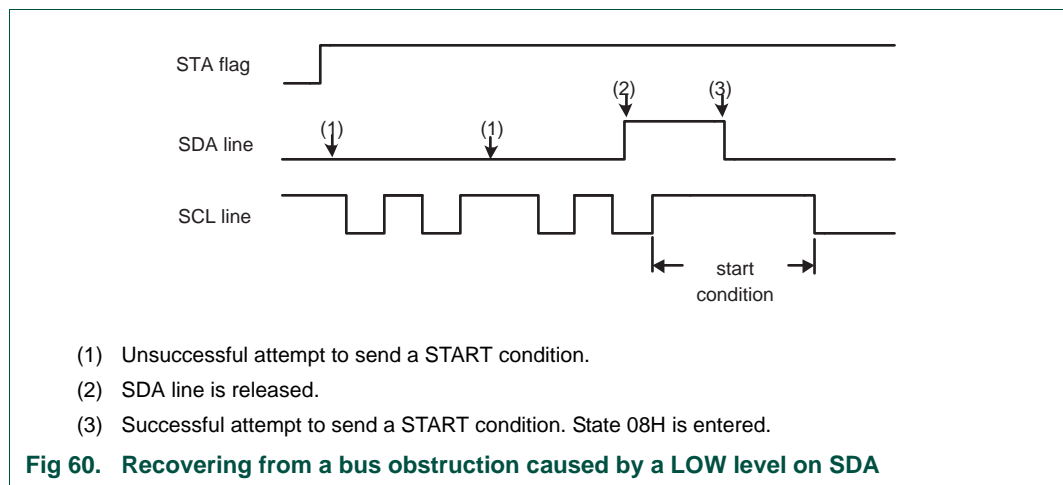 STA flag
(2) (3)
(1) (1)
SDA line
SCL line
start
condition
(1) Unsuccessful attempt to send a START condition.
(2) SDA line is released.
(3) Successful attempt to send a START condition. State 08H is entered.
Fig 60. Recovering from a bus obstruction caused by a LOW level on SDA